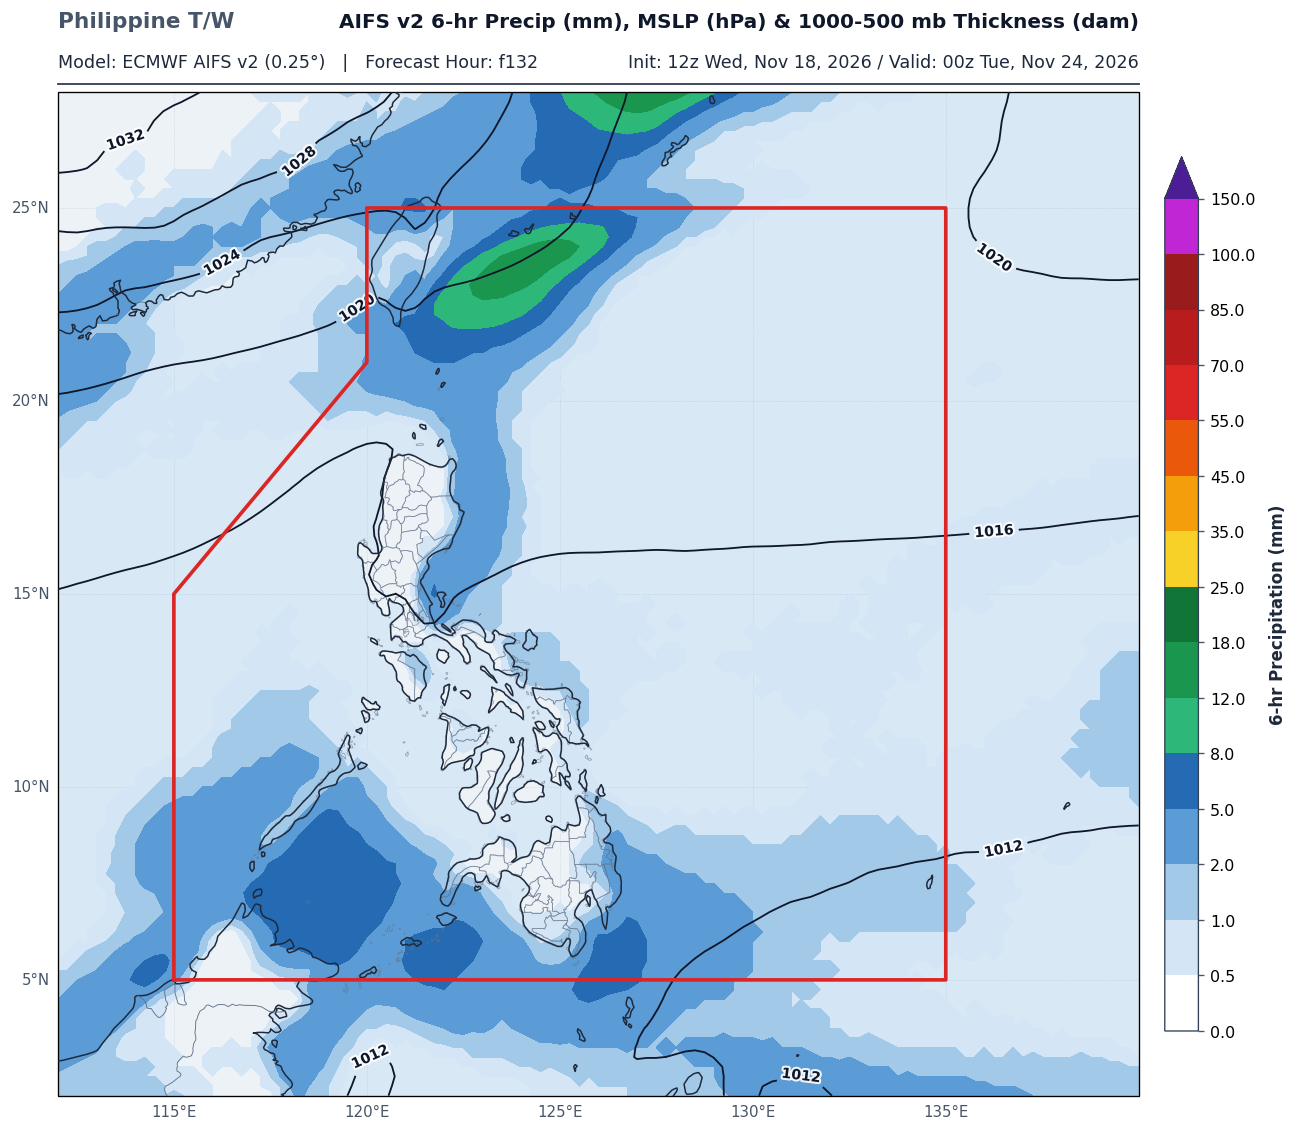 Philippine T/W
AIFS v2 6-hr Precip (mm), MSLP (hPa) & 1000-500 mb Thickness (dam)
Model: ECMWF AIFS v2 (0.25°) | Forecast Hour: f132
Init: 12z Wed, Nov 18, 2026 / Valid: 00z Tue, Nov 24, 2026
1032
1028
1024
1020
1020
1016
1012
1012
1012
25°N
20°N
15°N
10°N
5°N
115°E
120°E
125°E
130°E
135°E
150.0
100.0
85.0
70.0
55.0
45.0
35.0
25.0
18.0
12.0
8.0
5.0
2.0
1.0
0.5
0.0
6-hr Precipitation (mm)